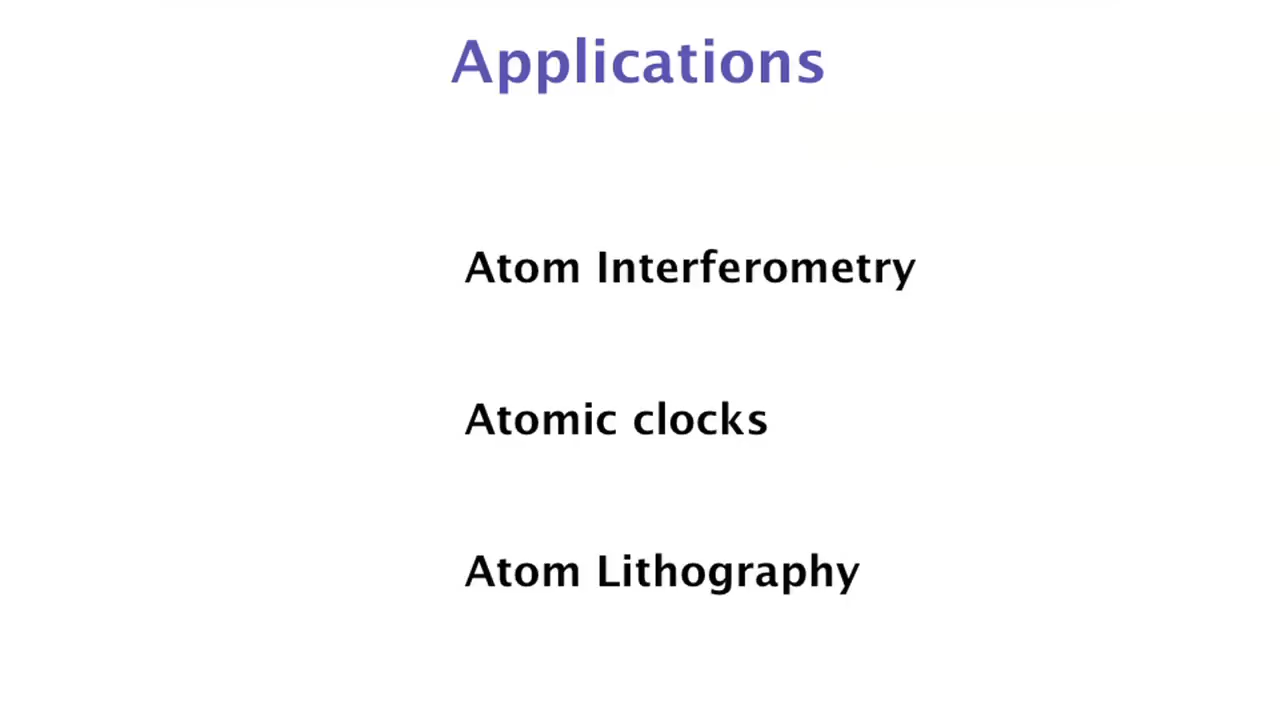 Applications
Atom Interferometry
Atomic clocks
Atom Lithography